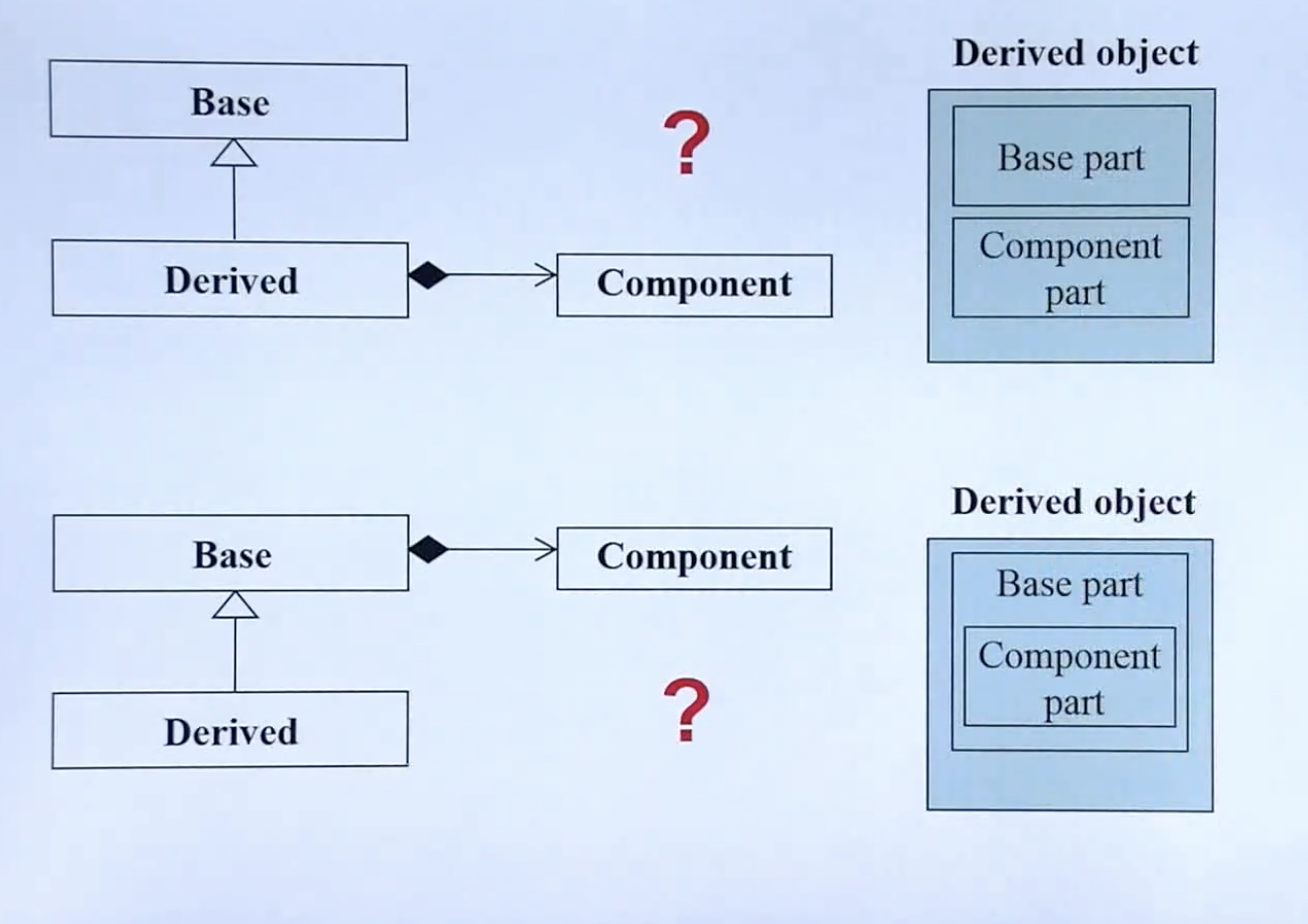 Derived object
Base
?
Base part
Derived
Component
Component
part
Derived object
Base
Component
Base part
Component
part
Derived
?